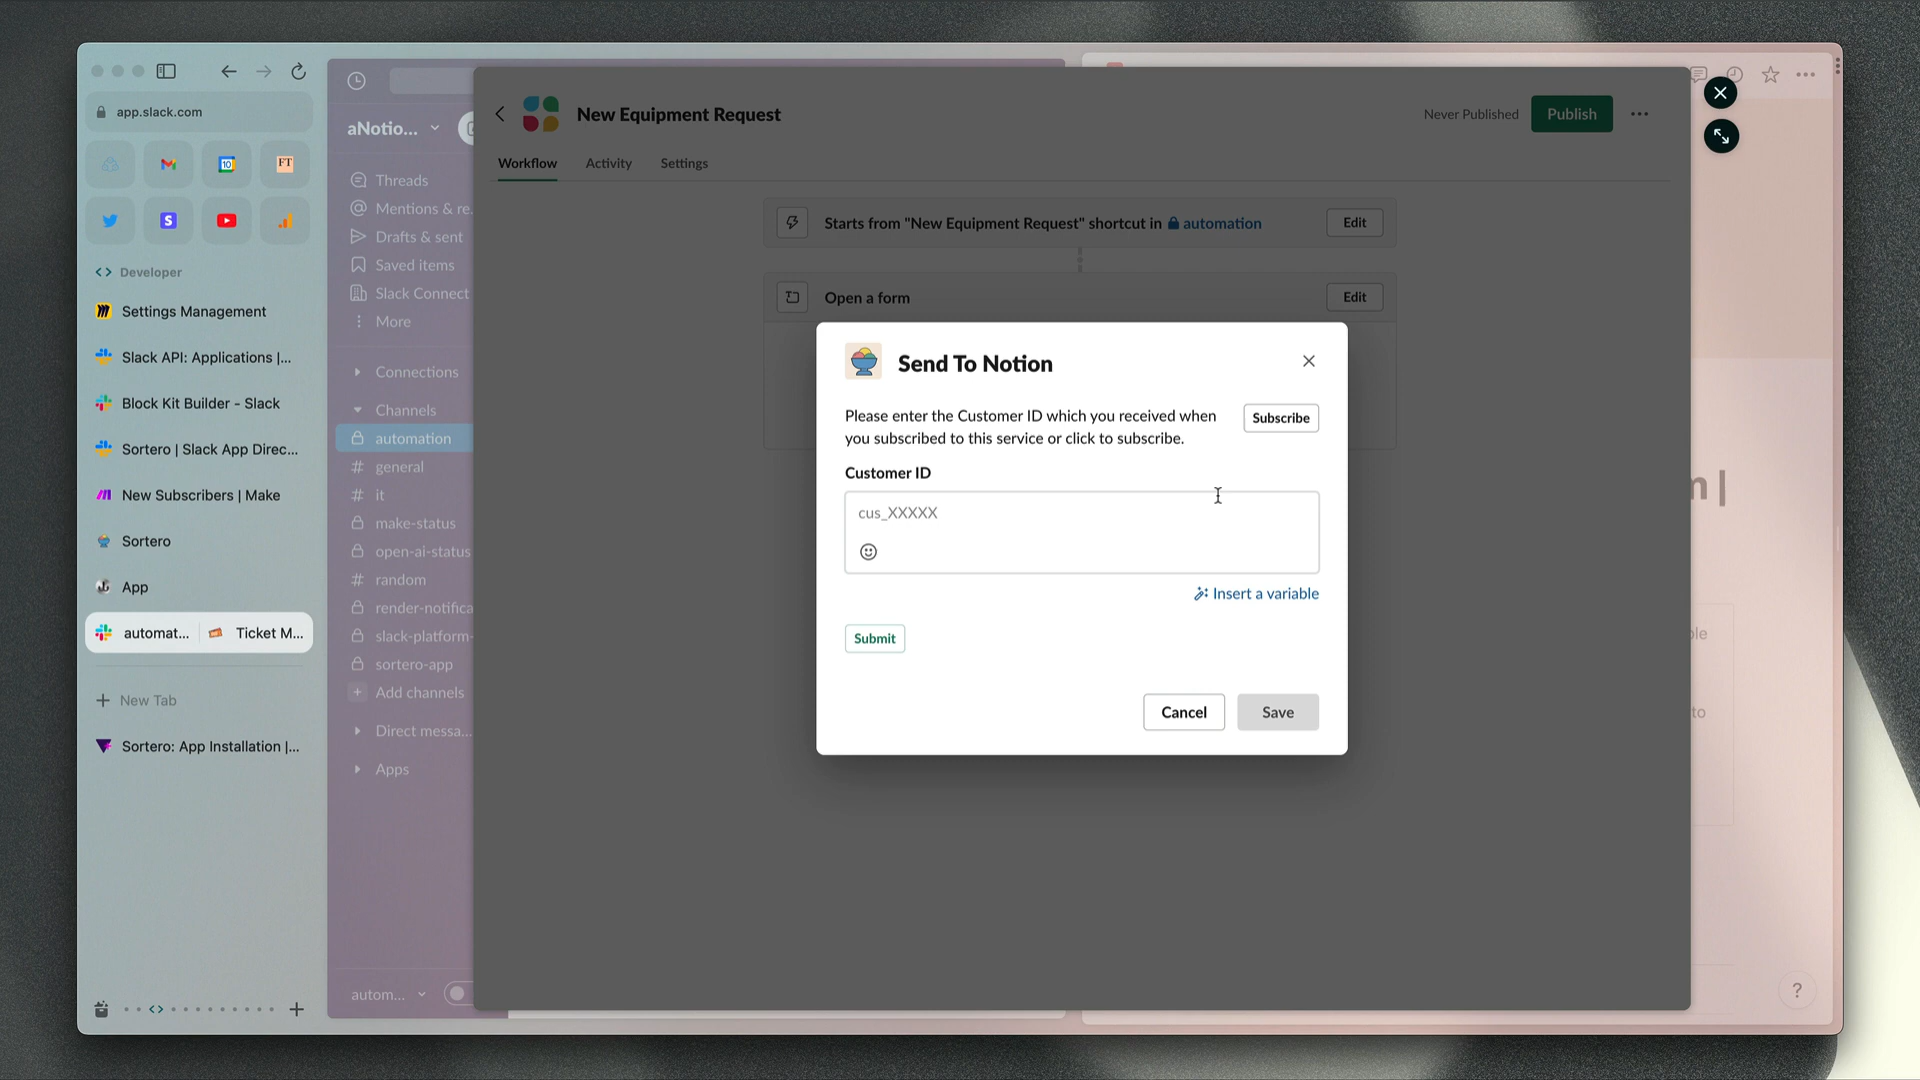 app.slack.com
10
FT
S
Developer
Settings Management
Slack API: Applications |...
Block Kit Builder - Slack
Sortero | Slack App Direc...
New Subscribers | Make
Sortero
App
automat...
Ticket M...
New Tab
Sortero: App Installation |...
aNotio...
Threads
Mentions & re.
Drafts & sent
Saved items
Slack Connect
More
Connections
Channels
automation
# general
# it
make-status
open-ai-status
# random
render-notifica
slack-platform-
sortero-app
Add channels
Direct messa...
Apps
autom...
New Equipment Request
Never Published
Publish
Workflow
Activity
Settings
Starts from "New Equipment Request" shortcut in automation
Edit
Open a form
Edit
Send To Notion
Please enter the Customer ID which you received when
you subscribed to this service or click to subscribe.
Subscribe
Customer ID
cus_XXXXX
Insert a variable
Submit
Cancel
Save
to
?